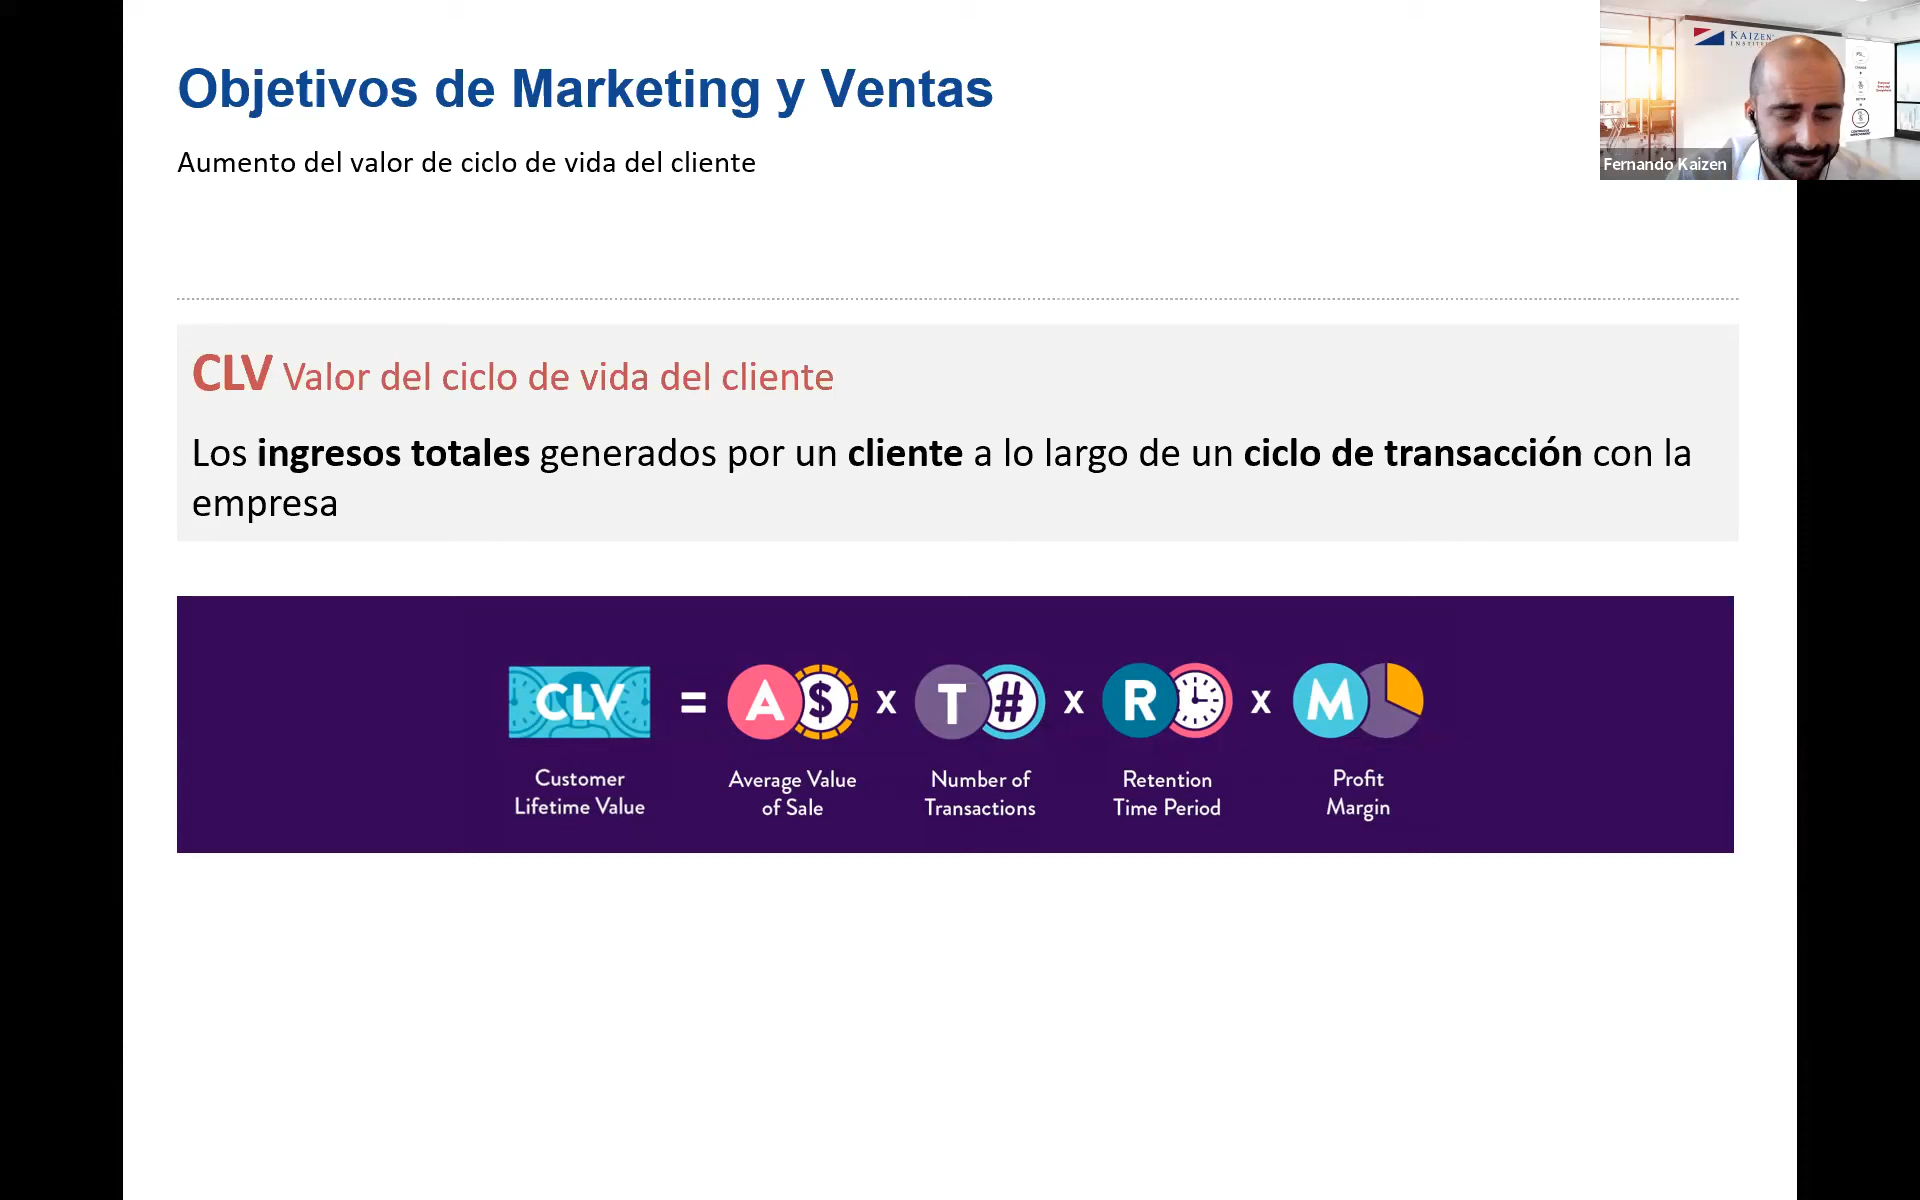 Objetivos de Marketing y Ventas
Aumento del valor de ciclo de vida del cliente
KAIZEN
INSTITUTE
Fernando Kaizen
CLV Valor del ciclo de vida del cliente
Los ingresos totales generados por un cliente a lo largo de un ciclo de transacción con la
empresa
CLV = A $ x T # x R x M
Customer
Lifetime Value
Average Value
of Sale
Number of
Transactions
Retention
Time Period
Profit
Margin